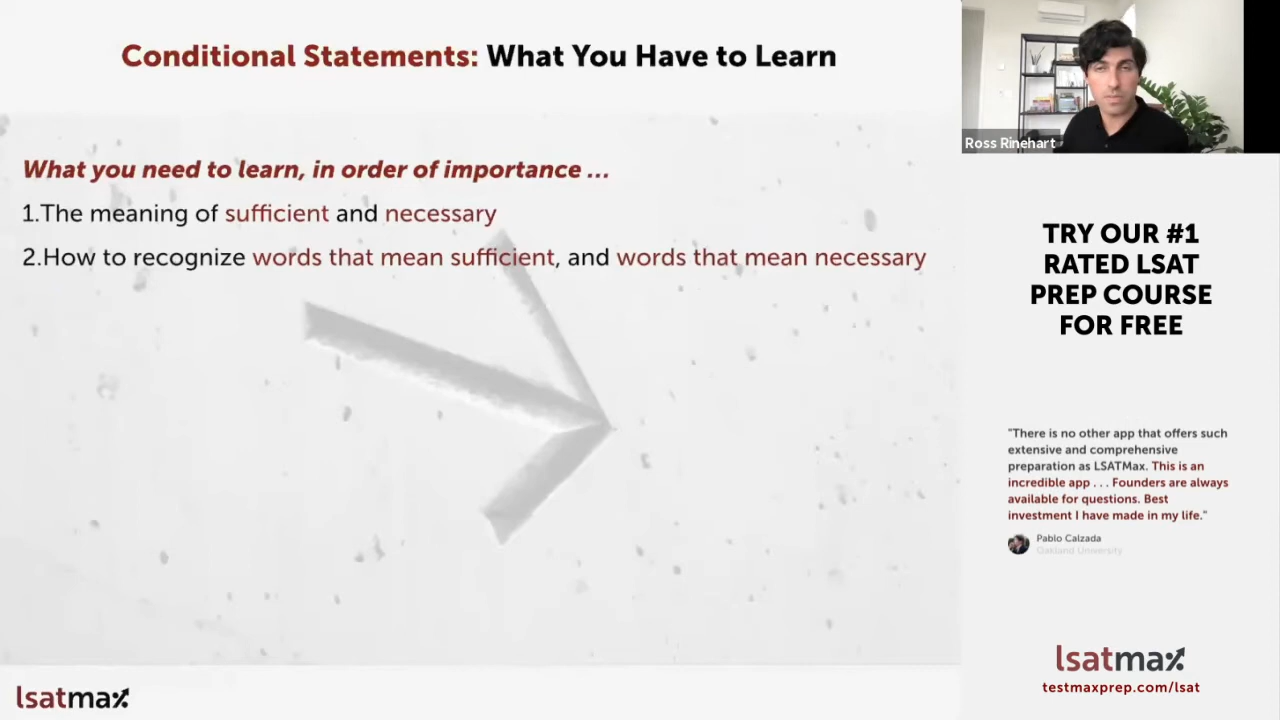 Conditional Statements: What You Have to Learn
What you need to learn, in order of importance ...
1.The meaning of sufficient and necessary
2.How to recognize words that mean sufficient, and words that mean necessary
lsatmax
Ross Rinehart
TRY OUR #1
RATED LSAT
PREP COURSE
FOR FREE
"There is no other app that offers such
extensive and comprehensive
preparation as LSATMax. This is an
incredible app . . . Founders are always
available for questions. Best
investment I have made in my life."
Pablo Calzada
Oakland University
lsatmax
testmaxprep.com/lsat